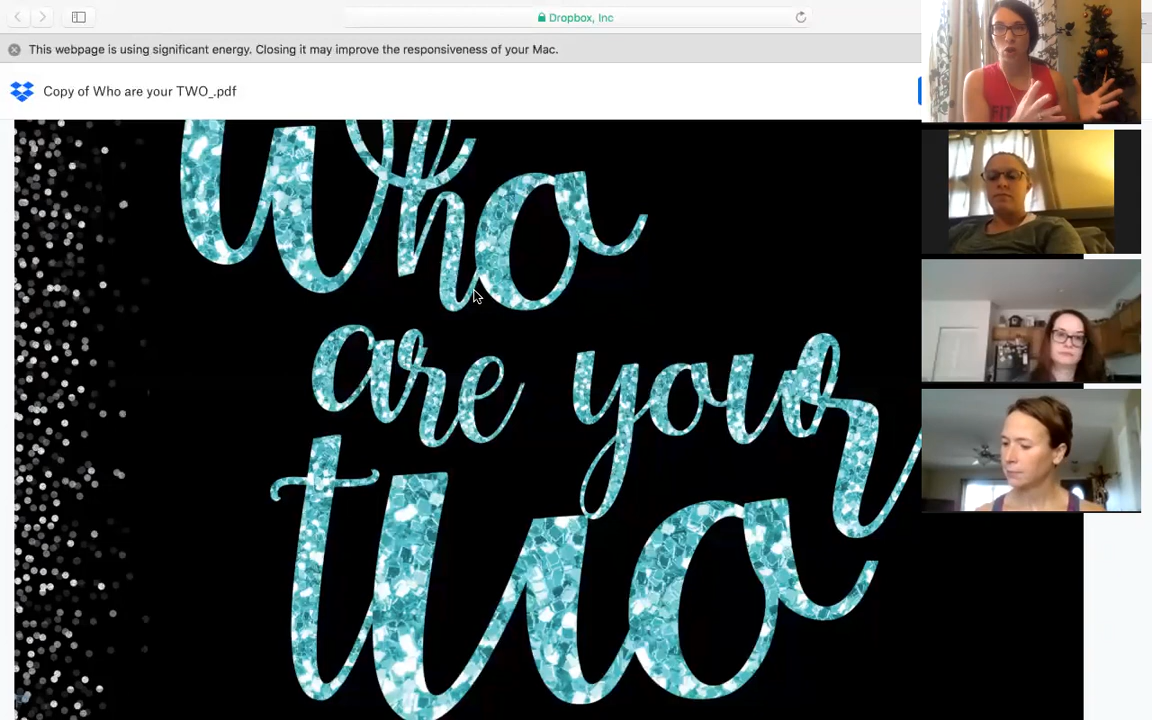 Dropbox, Inc
This webpage is using significant energy. Closing it may improve the responsiveness of your Mac.
Copy of Who are your TWO_.pdf
Who
are your
two
FIT